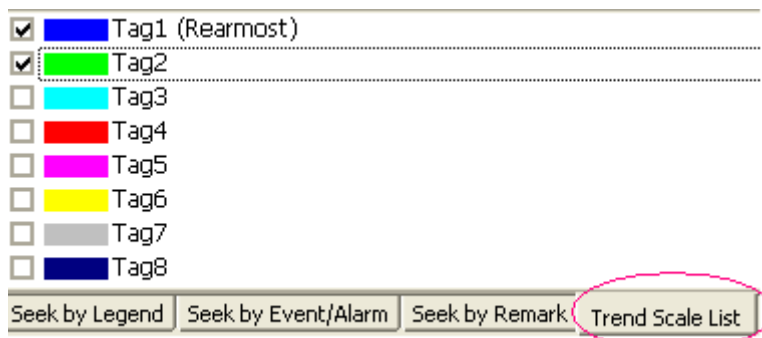 Tag1 (Rearmost)
Tag2
Tag3
Tag4
Tag5
Tag6
Tag7
Tag8
Seek by Legend Seek by Event/Alarm Seek by Remark Trend Scale List